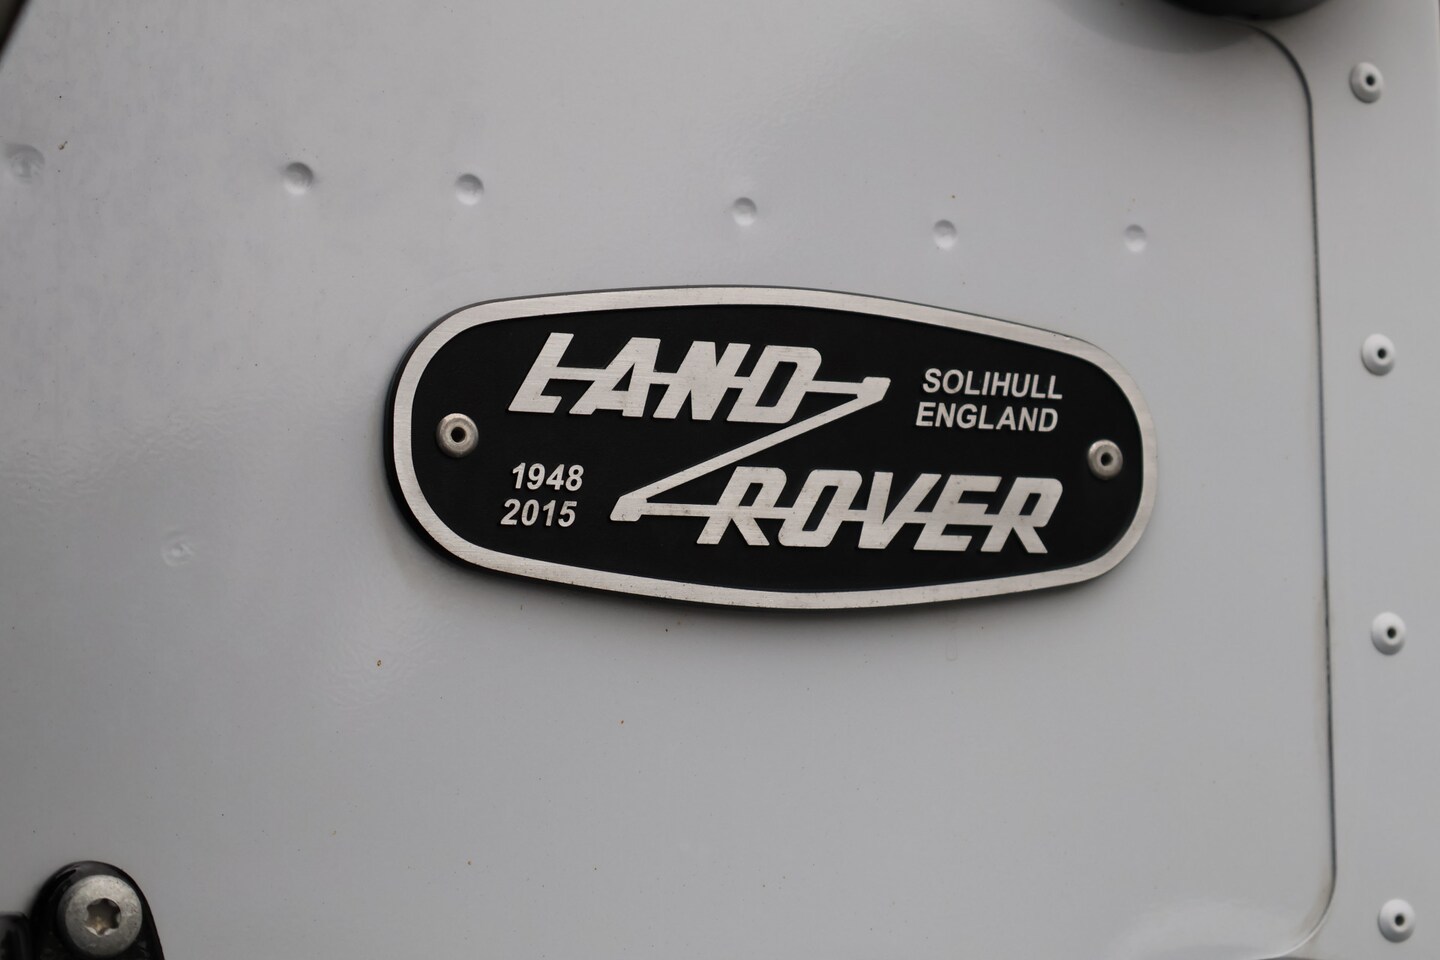 LAND
SOLIHULL
ENGLAND
1948
2015
ROVER